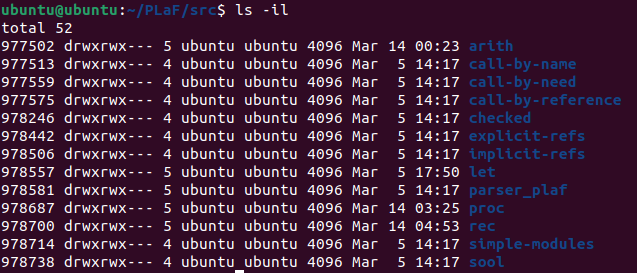 ubuntu@ubuntu:~/PLaF/src$ ls -il
total 52
977502 drwxrwx--- 5 ubuntu ubuntu 4096 Mar 14 00:23 arith
977513 drwxrwx--- 4 ubuntu ubuntu 4096 Mar  5 14:17 call-by-name
977559 drwxrwx--- 4 ubuntu ubuntu 4096 Mar  5 14:17 call-by-need
977575 drwxrwx--- 4 ubuntu ubuntu 4096 Mar  5 14:17 call-by-reference
978246 drwxrwx--- 4 ubuntu ubuntu 4096 Mar  5 14:17 checked
978442 drwxrwx--- 4 ubuntu ubuntu 4096 Mar  5 14:17 explicit-refs
978506 drwxrwx--- 4 ubuntu ubuntu 4096 Mar  5 14:17 implicit-refs
978557 drwxrwx--- 5 ubuntu ubuntu 4096 Mar  5 17:50 let
978581 drwxrwx--- 4 ubuntu ubuntu 4096 Mar  5 14:17 parser_plaf
978687 drwxrwx--- 5 ubuntu ubuntu 4096 Mar 14 03:25 proc
978700 drwxrwx--- 5 ubuntu ubuntu 4096 Mar 14 04:53 rec
978714 drwxrwx--- 4 ubuntu ubuntu 4096 Mar  5 14:17 simple-modules
978738 drwxrwx--- 4 ubuntu ubuntu 4096 Mar  5 14:17 sool